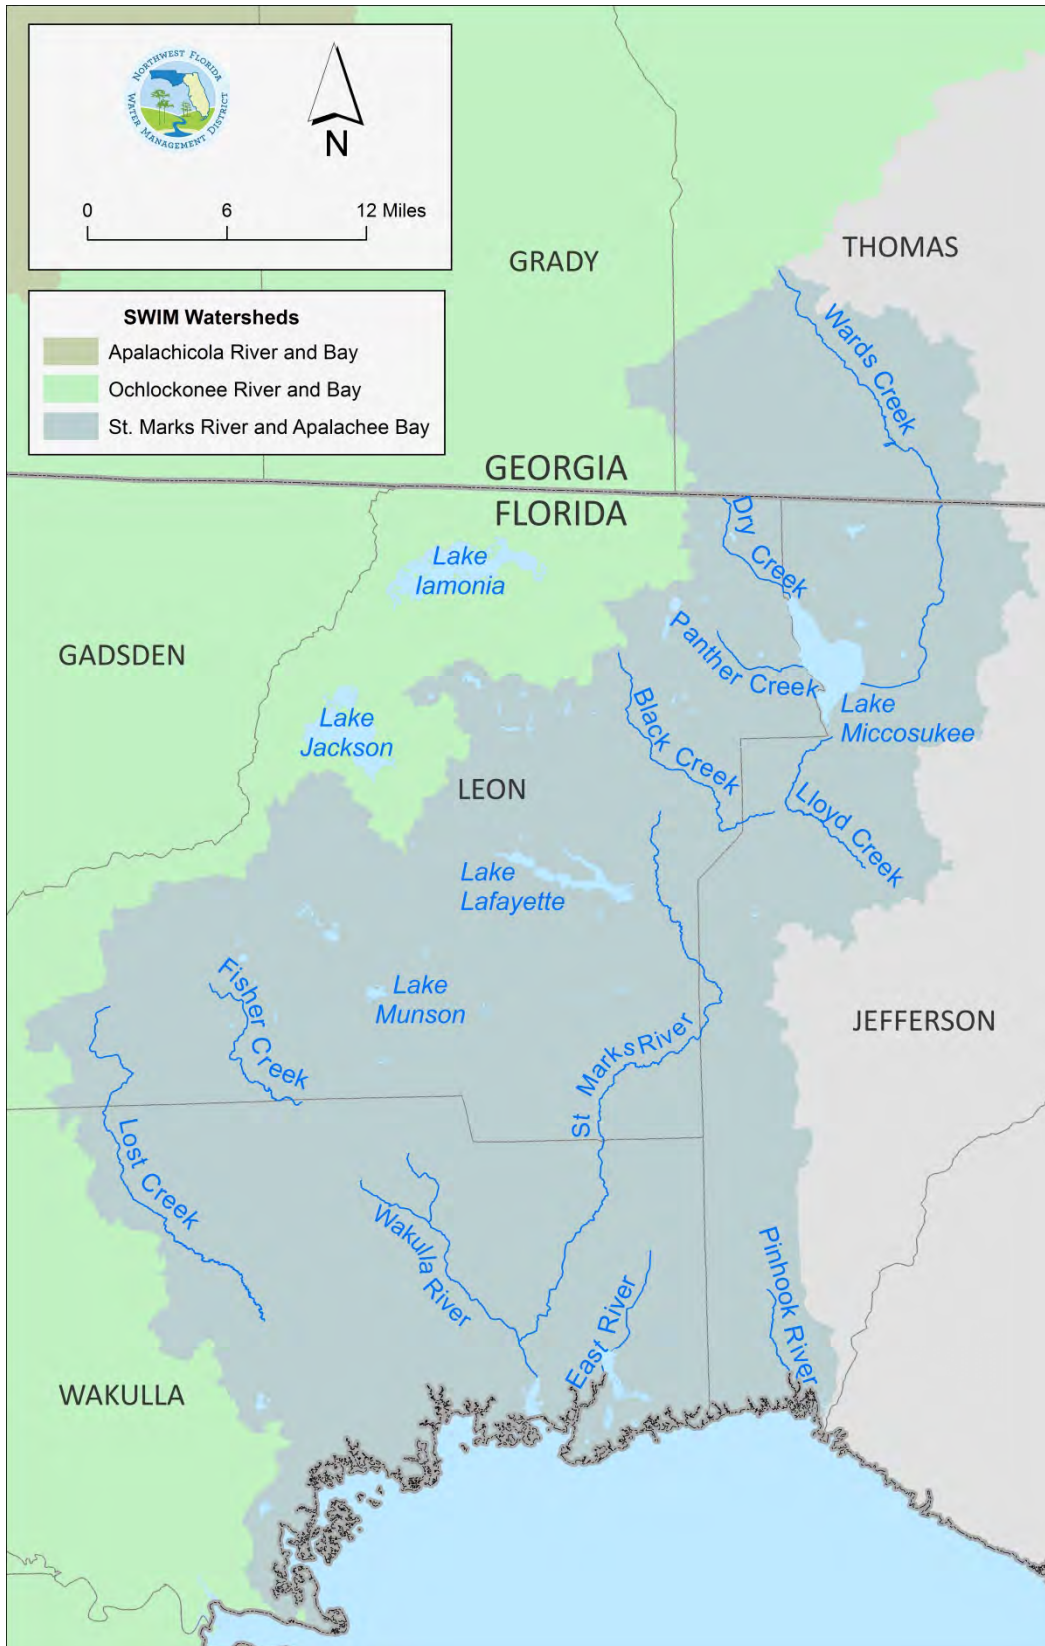 NORTHWEST FLORIDA
WATER MANAGEMENT DISTRICT
N
0 6 12 Miles
SWIM Watersheds
Apalachicola River and Bay
Ochlockonee River and Bay
St. Marks River and Apalachee Bay
THOMAS
GRADY
Wards Creek
GEORGIA
FLORIDA
Dry Creek
Lake
Iamonia
GADSDEN
Panther Creek
Lake
Miccosukee
Lake
Jackson
Black Creek
LEON
Lloyd Creek
Lake
Lafayette
Fisher Creek
Lake
Munson
JEFFERSON
St Marks River
Lost Creek
Wakulla River
East River
Pinhook River
WAKULLA